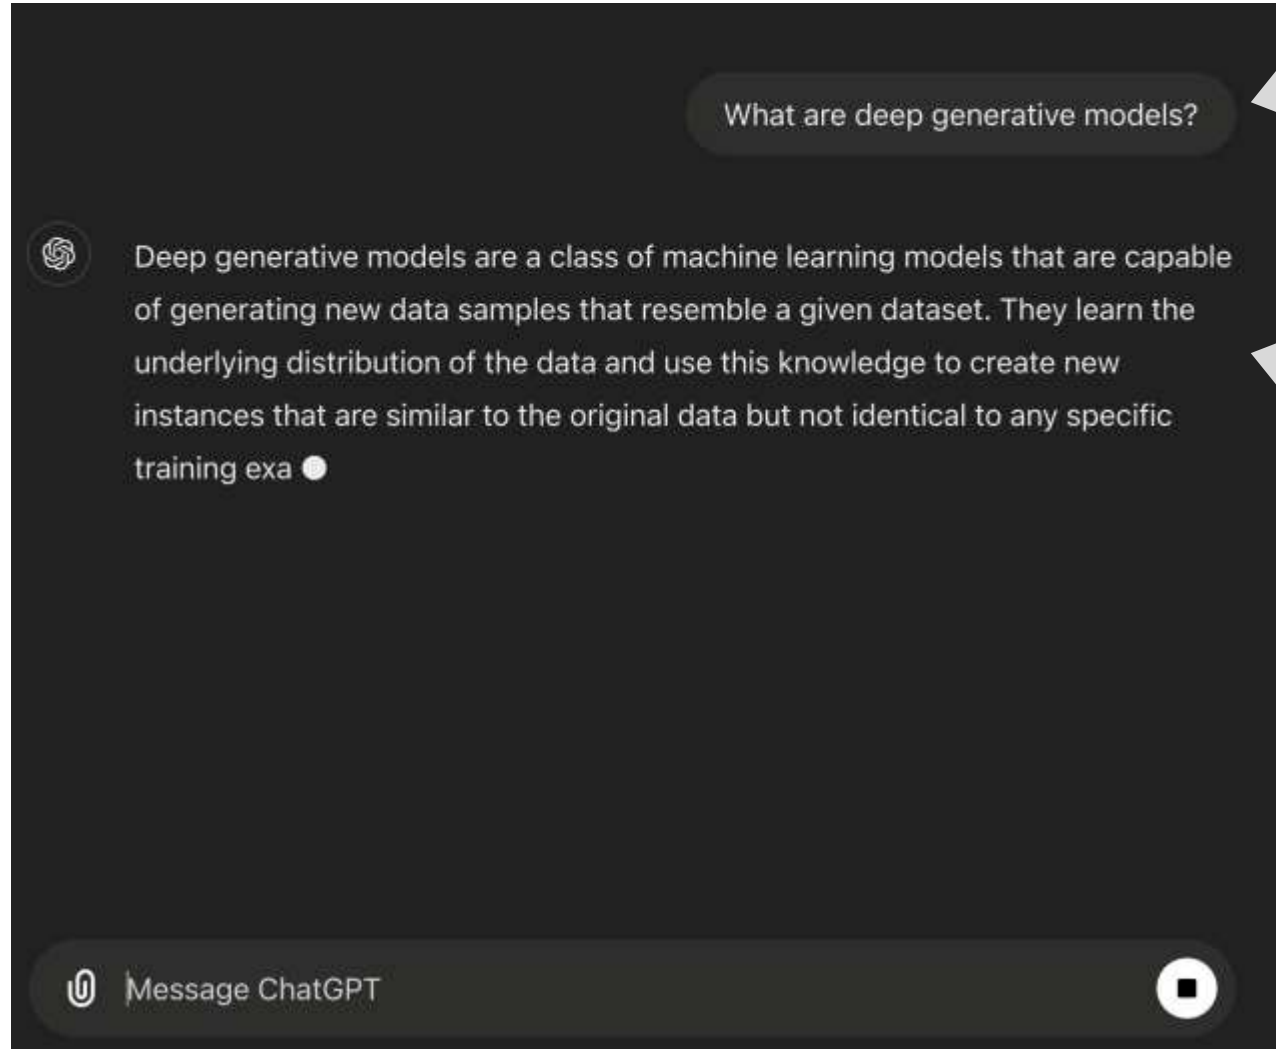 What are deep generative models?
Deep generative models are a class of machine learning models that are capable
of generating new data samples that resemble a given dataset. They learn the
underlying distribution of the data and use this knowledge to create new
instances that are similar to the original data but not identical to any specific
training exa
Message ChatGPT